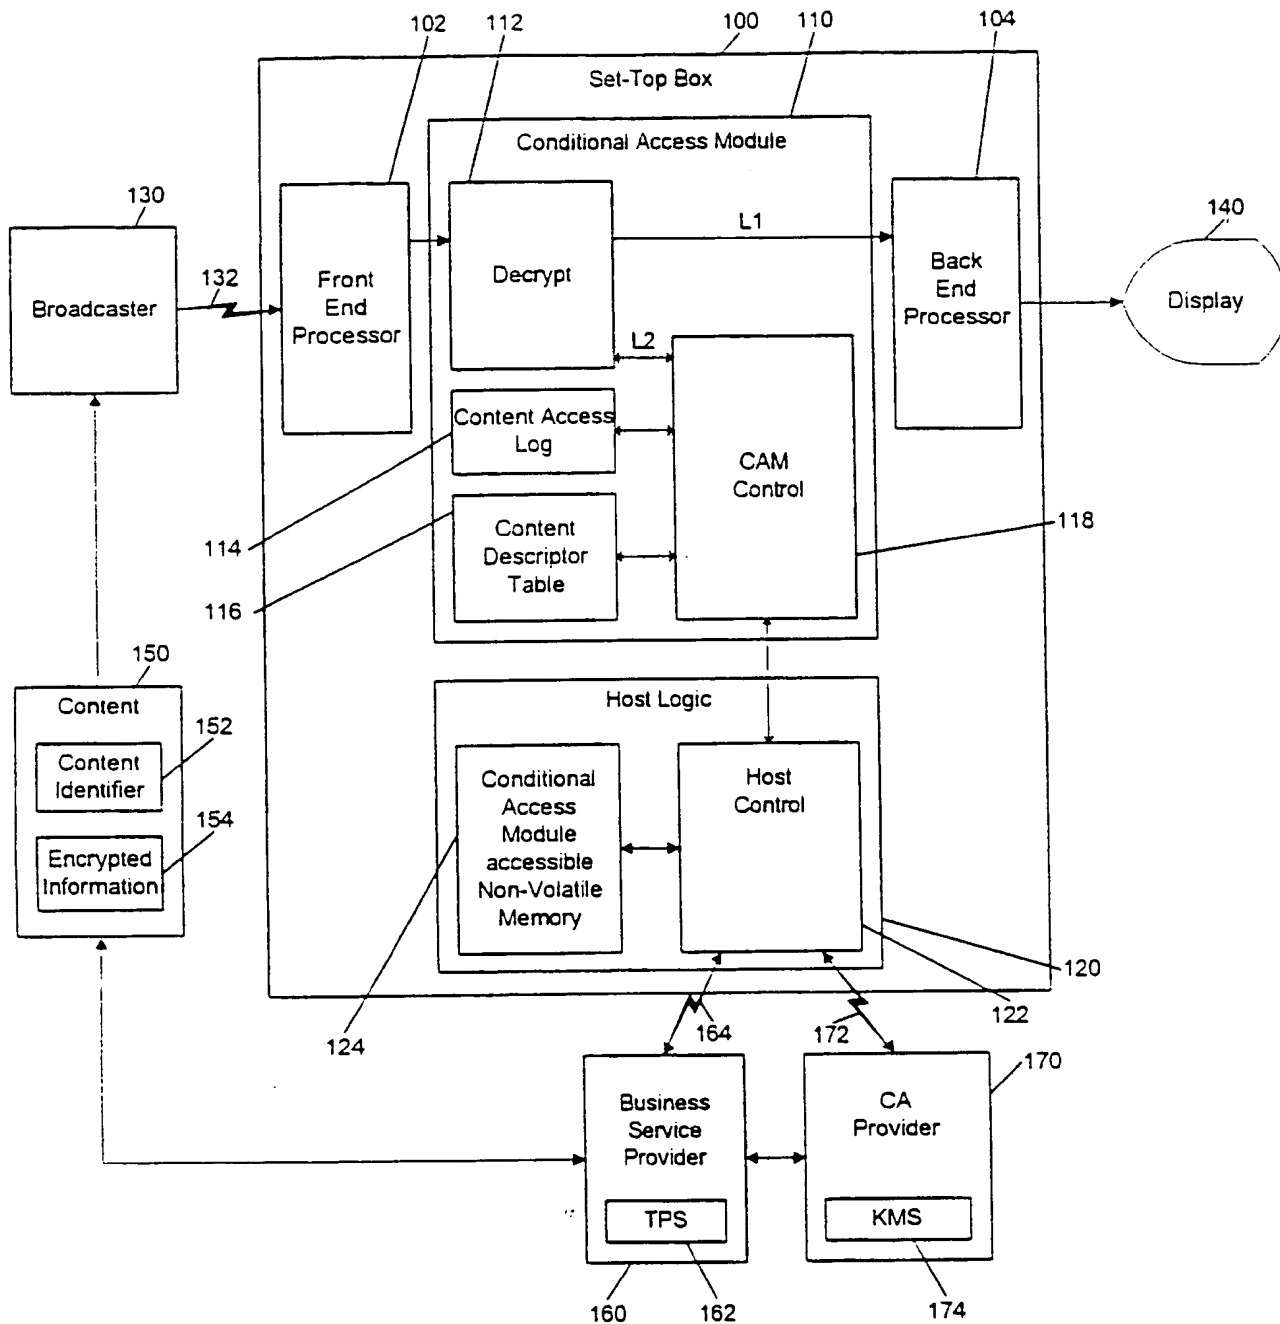 102
112
100
110
104
Set-Top Box
Conditional Access Module
130
140
132
Broadcaster
Front
End
Processor
Decrypt
L1
L2
Back
End
Processor
Display
Content Access
Log
CAM
Control
114
116
Content
Descriptor
Table
118
150
Content
152
Content
Identifier
154
Encrypted
Information
Host Logic
Conditional
Access
Module
accessible
Non-Volatile
Memory
Host
Control
120
122
124
164
172
170
Business
Service
Provider
CA
Provider
TPS
KMS
160
162
174